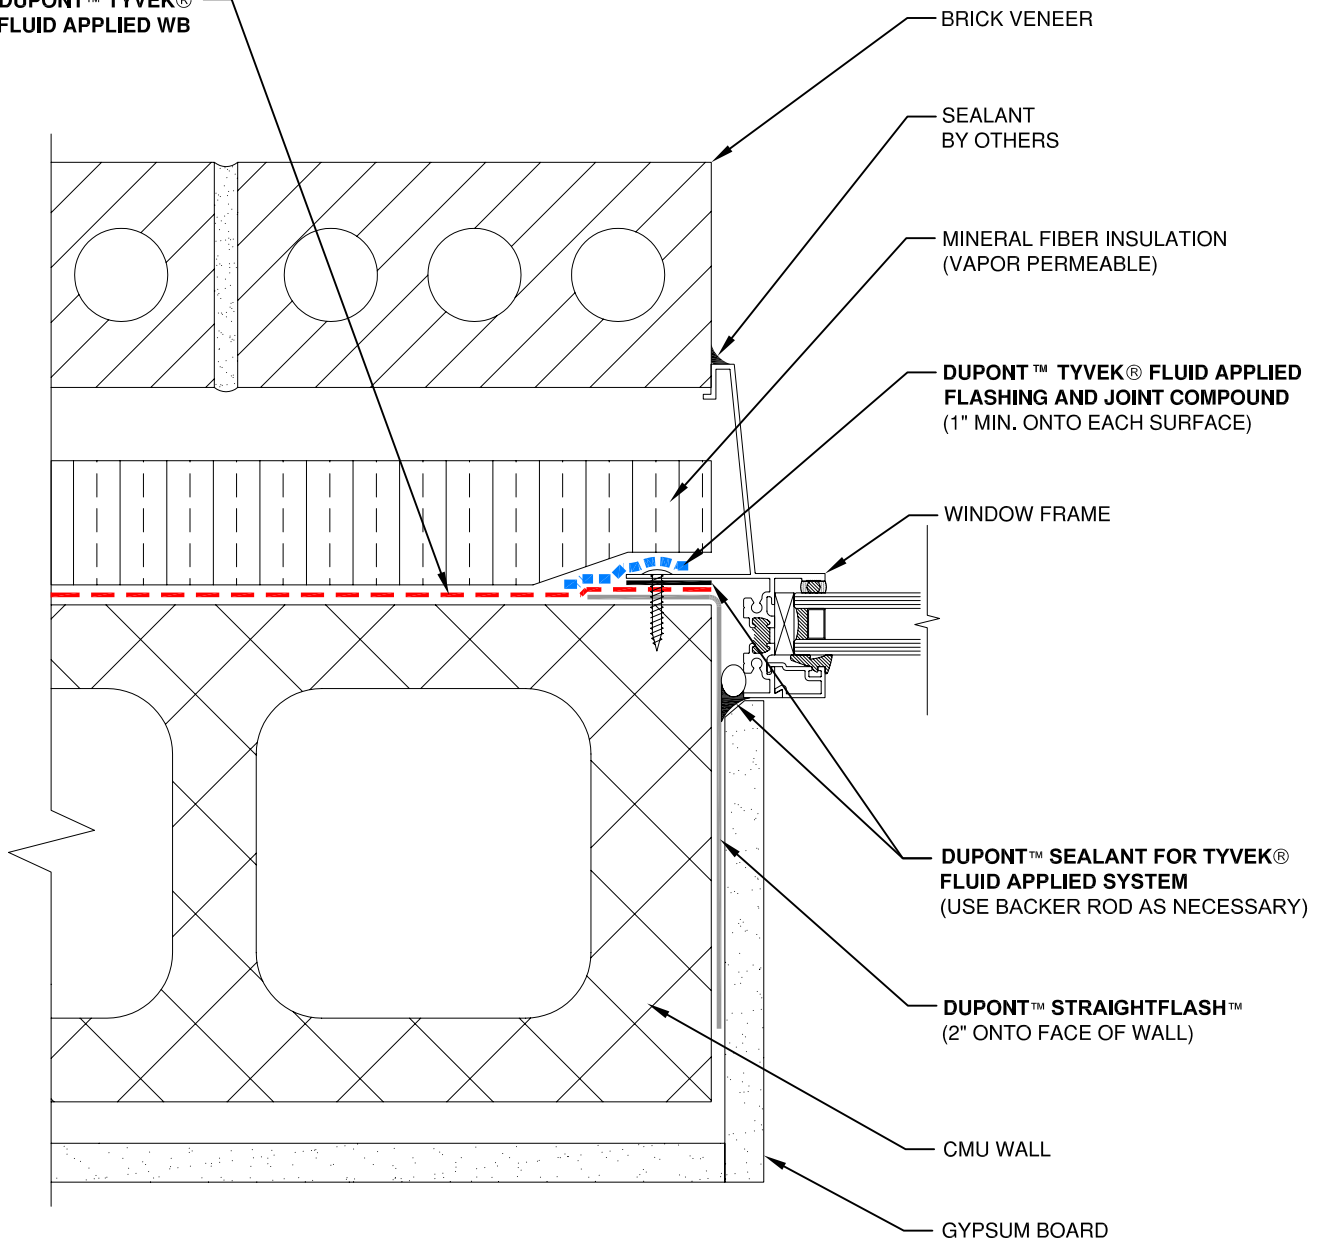 DUPONT™ TYVEK®
FLUID APPLIED WB
BRICK VENEER
SEALANT
BY OTHERS
MINERAL FIBER INSULATION
(VAPOR PERMEABLE)
DUPONT™ TYVEK® FLUID APPLIED
FLASHING AND JOINT COMPOUND
(1" MIN. ONTO EACH SURFACE)
WINDOW FRAME
DUPONT™ SEALANT FOR TYVEK®
FLUID APPLIED SYSTEM
(USE BACKER ROD AS NECESSARY)
DUPONT™ STRAIGHTFLASH™
(2" ONTO FACE OF WALL)
CMU WALL
GYPSUM BOARD